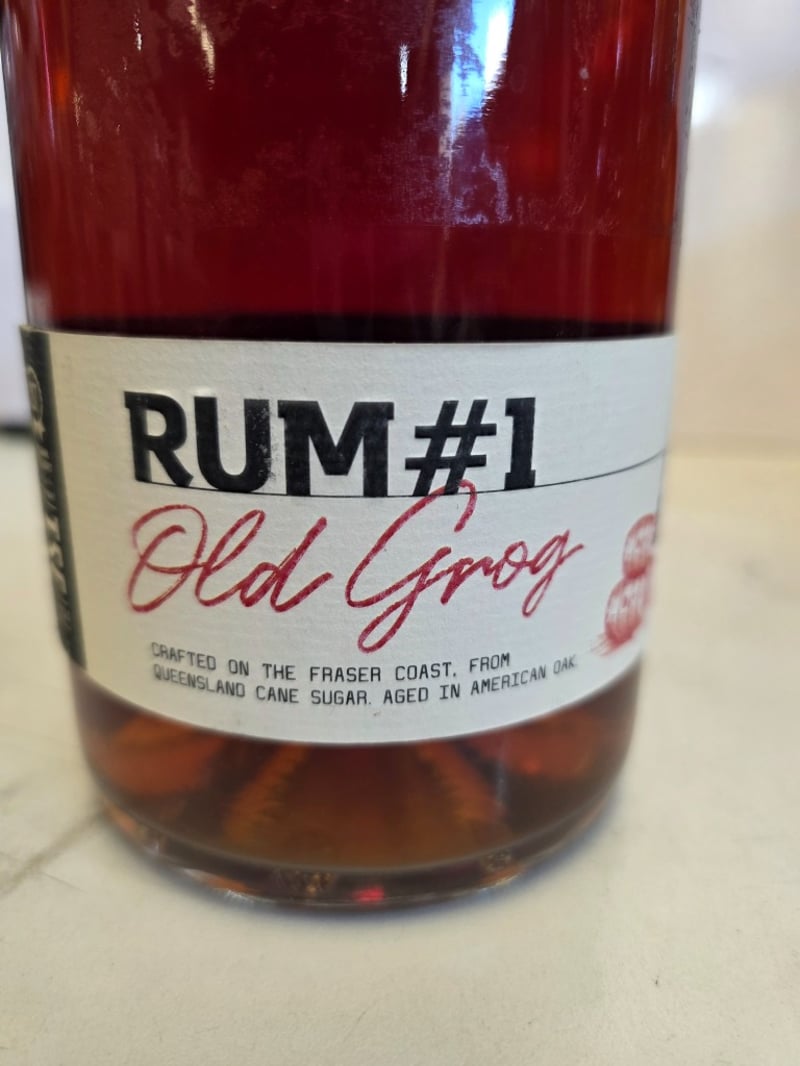 RUM #1
Old Grog
CRAFTED ON THE FRASER COAST, FROM
QUEENSLAND CANE SUGAR. AGED IN AMERICAN OAK.